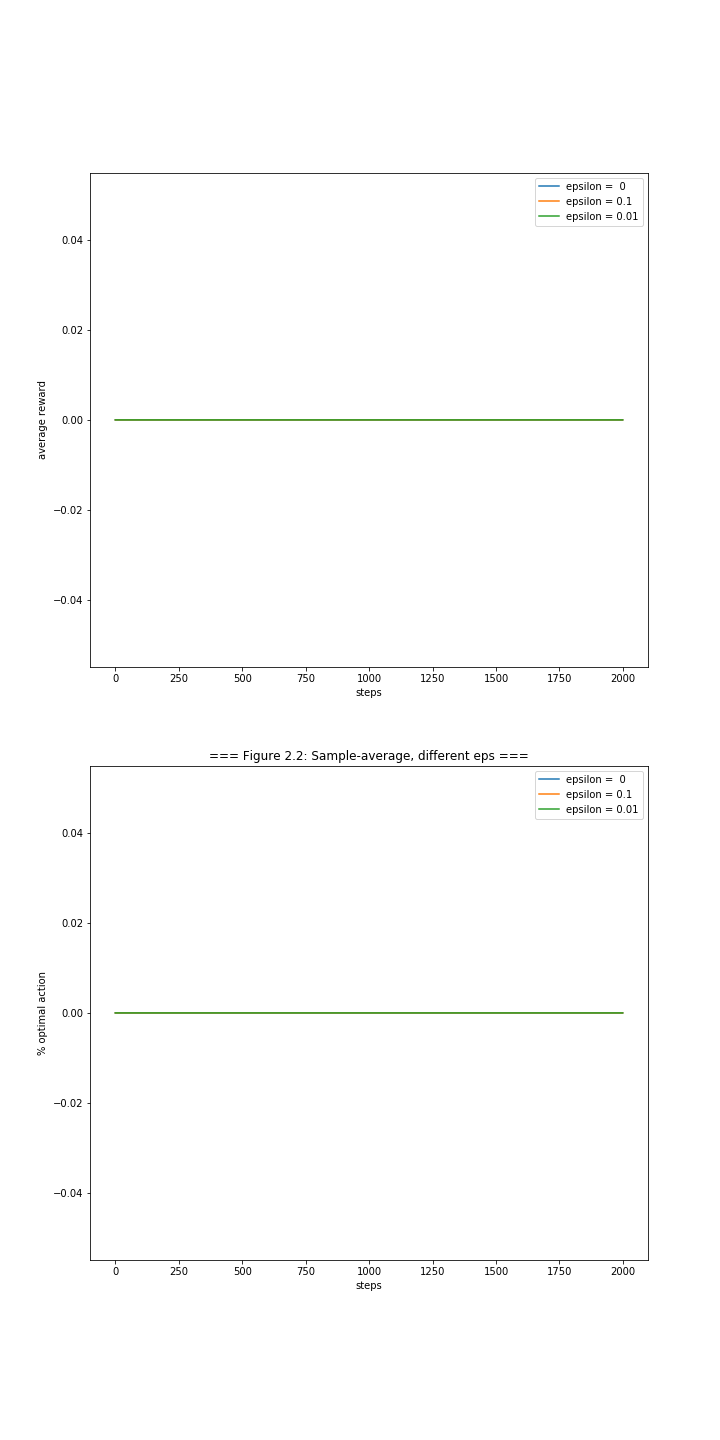 epsilon =  0
epsilon = 0.1
epsilon = 0.01
0.04
0.02
0.00
−0.02
−0.04
average reward
0 250 500 750 1000 1250 1500 1750 2000
steps
=== Figure 2.2: Sample-average, different eps ===
epsilon =  0
epsilon = 0.1
epsilon = 0.01
0.04
0.02
0.00
−0.02
−0.04
% optimal action
0 250 500 750 1000 1250 1500 1750 2000
steps